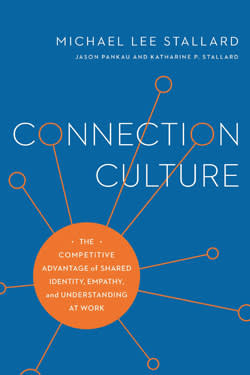 MICHAEL LEE STALLARD
JASON PANKAU AND KATHARINE P. STALLARD
CONNECTION
CULTURE
• THE •
COMPETITIVE
ADVANTAGE of SHARED
IDENTITY, EMPATHY,
and UNDERSTANDING
AT WORK